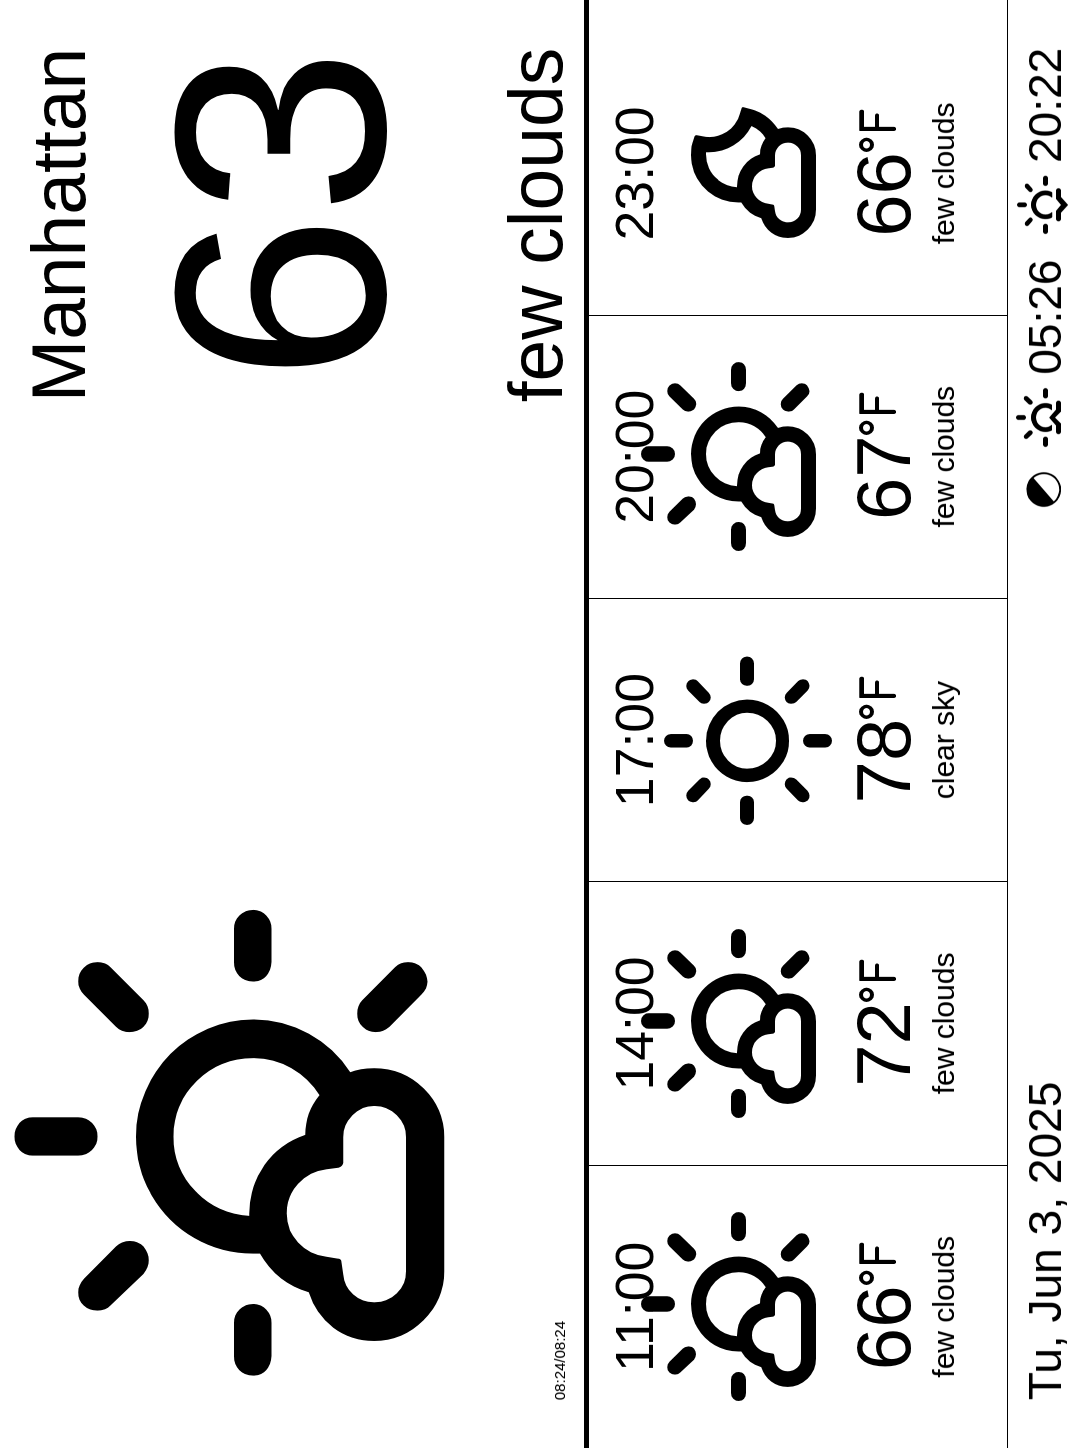 Manhattan
63
few clouds
08:24/08:24
11:00 14:00 17:00 20:00 23:00
66°F 72°F 78°F 67°F 66°F
few clouds few clouds clear sky few clouds few clouds
Tu, Jun 3, 2025 05:26 20:22